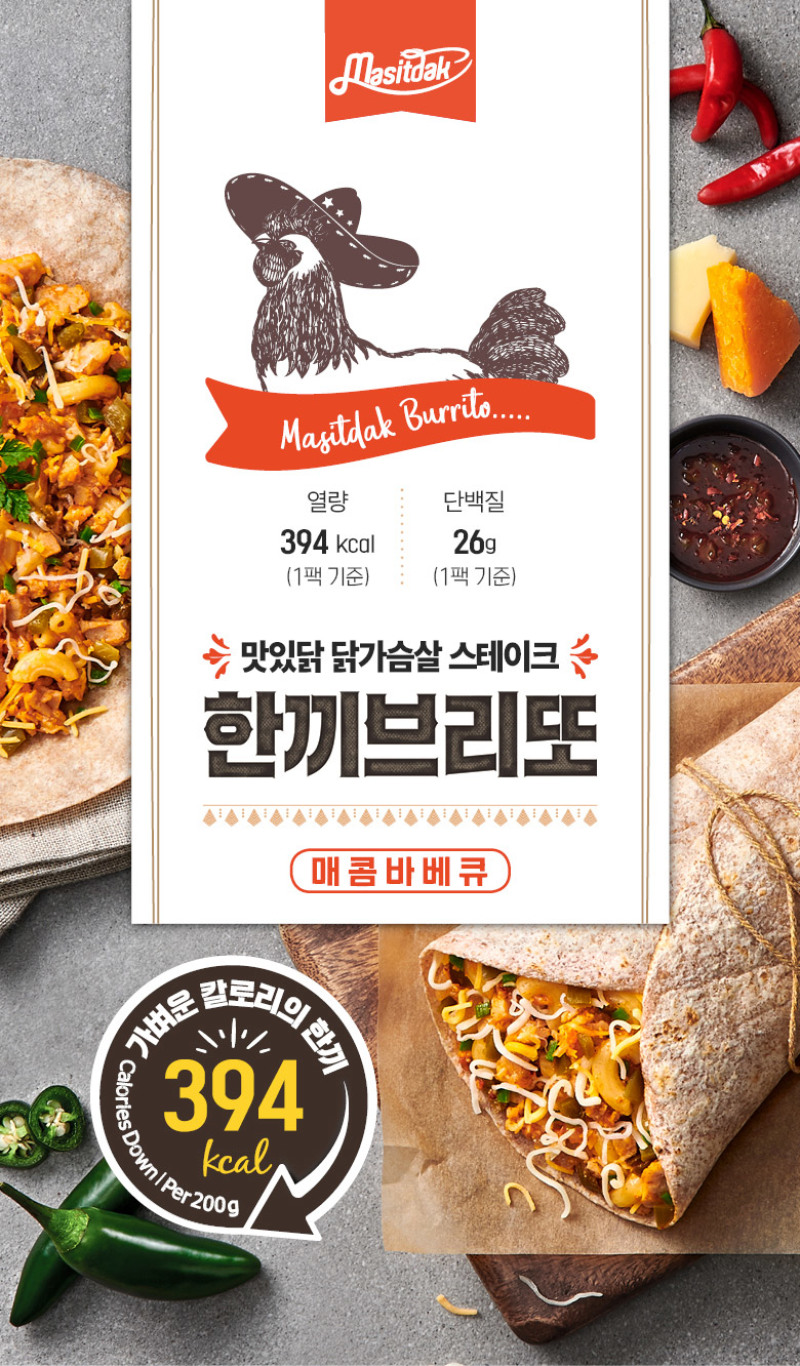 Masitdak
Masitdak Burrito.....
열량
394 kcal
(1팩 기준)
단백질
26g
(1팩 기준)
맛있닭 닭가슴살 스테이크
한끼브리또
매콤바베큐
가벼운 칼로리의 한끼
394
kcal
Calories Down / Per 200g